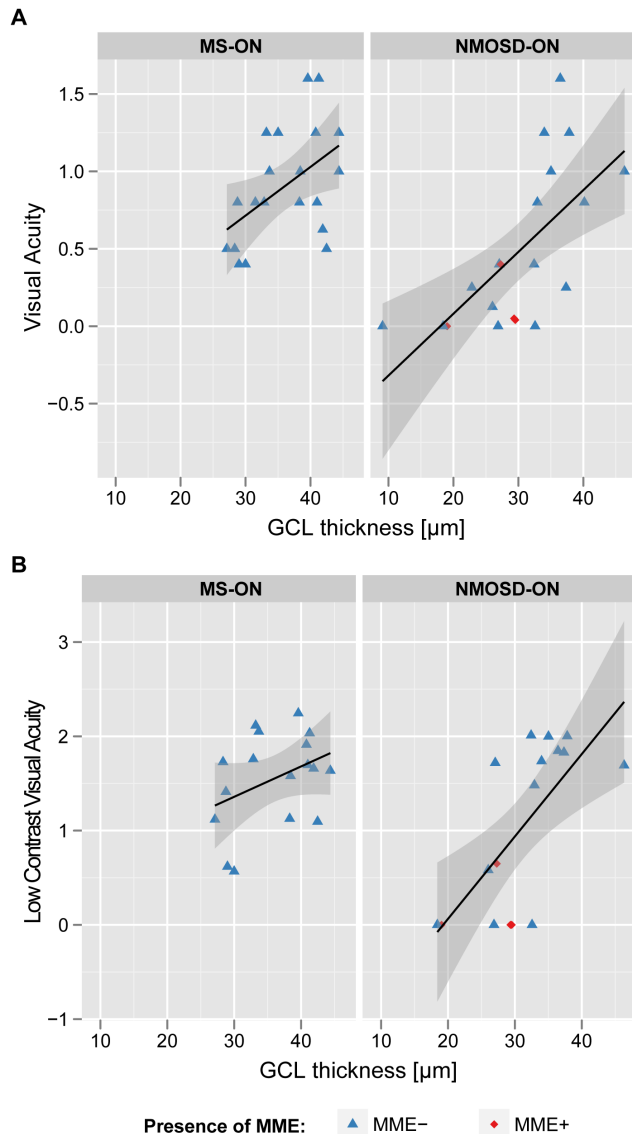 A
MS-ON NMOSD-ON
Visual Acuity
1.5
1.0
0.5
0.0
−0.5
10 20 30 40 10 20 30 40
GCL thickness [µm]
B
MS-ON NMOSD-ON
Low Contrast Visual Acuity
3
2
1
0
−1
10 20 30 40 10 20 30 40
GCL thickness [µm]
Presence of MME: MME− MME+